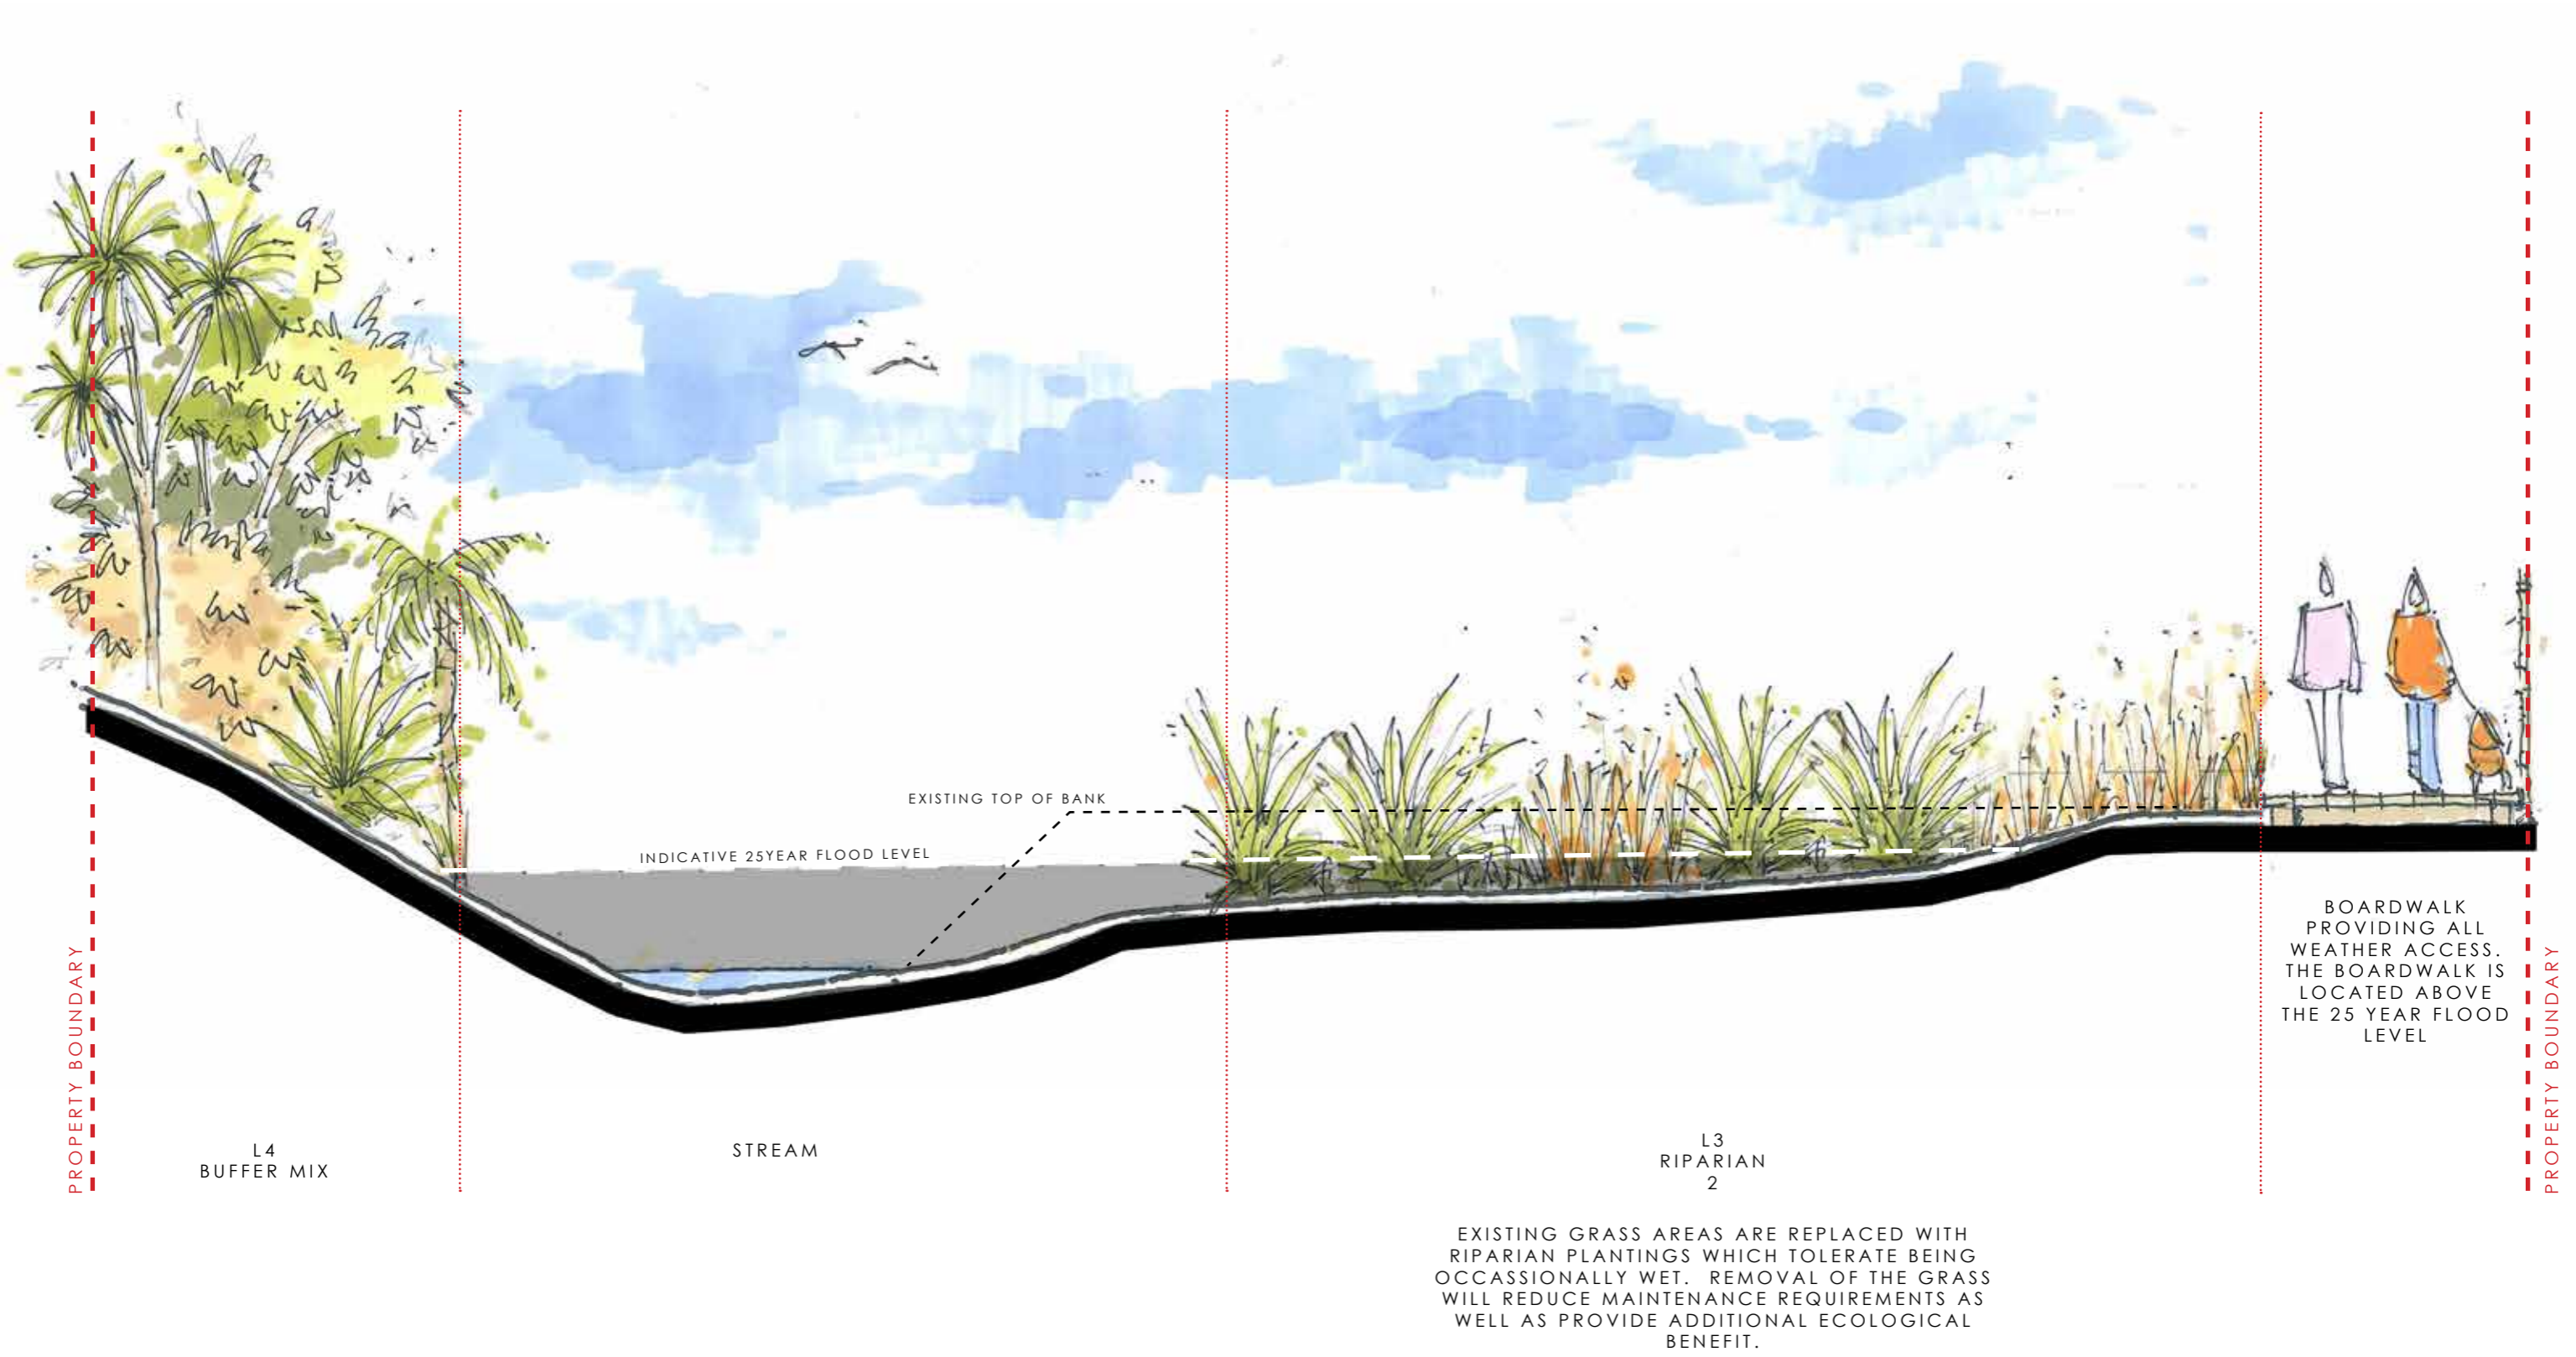 EXISTING TOP OF BANK
INDICATIVE 25YEAR FLOOD LEVEL
BOARDWALK
PROVIDING ALL
WEATHER ACCESS.
THE BOARDWALK IS
LOCATED ABOVE
THE 25 YEAR FLOOD
LEVEL
PROPERTY BOUNDARY
L4
BUFFER MIX
STREAM
L3
RIPARIAN
2
PROPERTY BOUNDARY
EXISTING GRASS AREAS ARE REPLACED WITH
RIPARIAN PLANTINGS WHICH TOLERATE BEING
OCCASSIONALLY WET. REMOVAL OF THE GRASS
WILL REDUCE MAINTENANCE REQUIREMENTS AS
WELL AS PROVIDE ADDITIONAL ECOLOGICAL
BENEFIT.